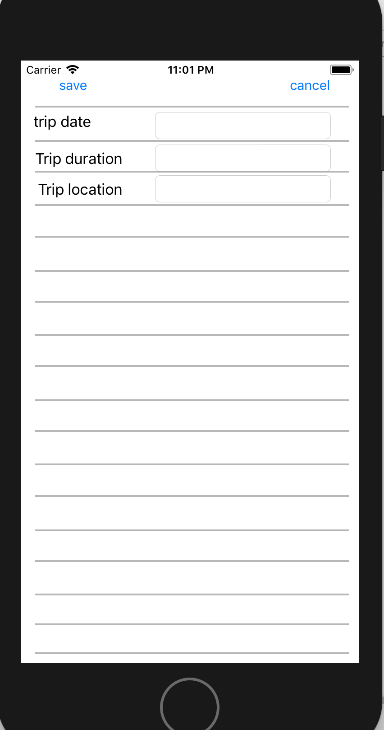 Carrier 11:01 PM
save cancel
trip date
Trip duration
Trip location